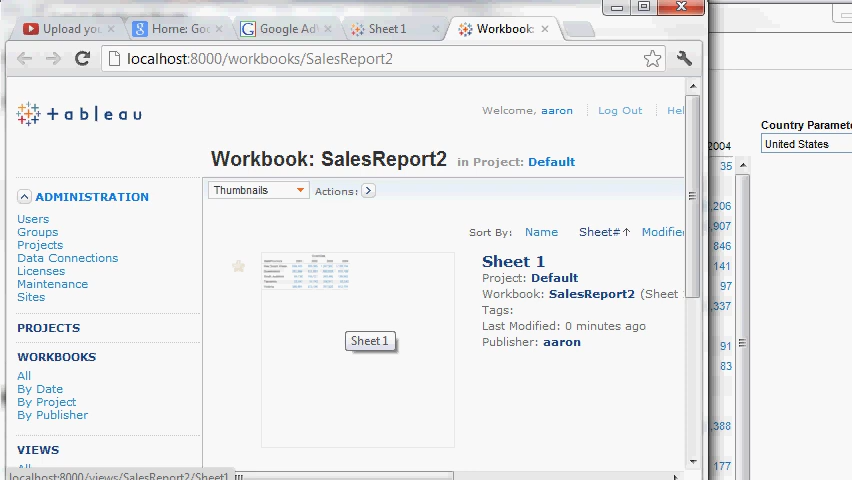 Upload you
Home: Goo
Google Adv
Sheet 1
Workbook:
localhost:8000/workbooks/SalesReport2
+ a b l e a u
Welcome, aaron
Log Out
Hel
Workbook: SalesReport2 in Project: Default
ADMINISTRATION
Users
Groups
Projects
Data Connections
Licenses
Maintenance
Sites
PROJECTS
WORKBOOKS
All
By Date
By Project
By Publisher
VIEWS
Thumbnails
Actions:
Sort By: Name Sheet#↑ Modified
Sheet 1
Project: Default
Workbook: SalesReport2 (Sheet
Tags:
Last Modified: 0 minutes ago
Publisher: aaron
Sheet 1
localhost:8000/views/SalesReport2/Sheet1
Country Paramete
United States
2004
35
,206
,907
846
141
97
,337
91
83
,388
177